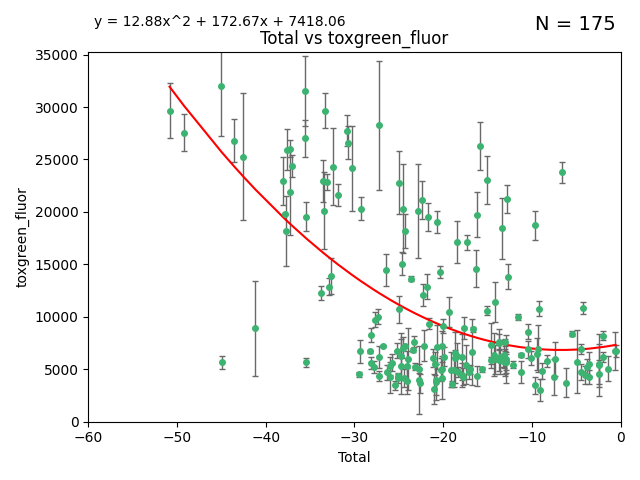 y = 12.88x^2 + 172.67x + 7418.06
N = 175
Total vs toxgreen_fluor
35000
30000
25000
20000
15000
10000
5000
0
toxgreen_fluor
−60 −50 −40 −30 −20 −10 0
Total